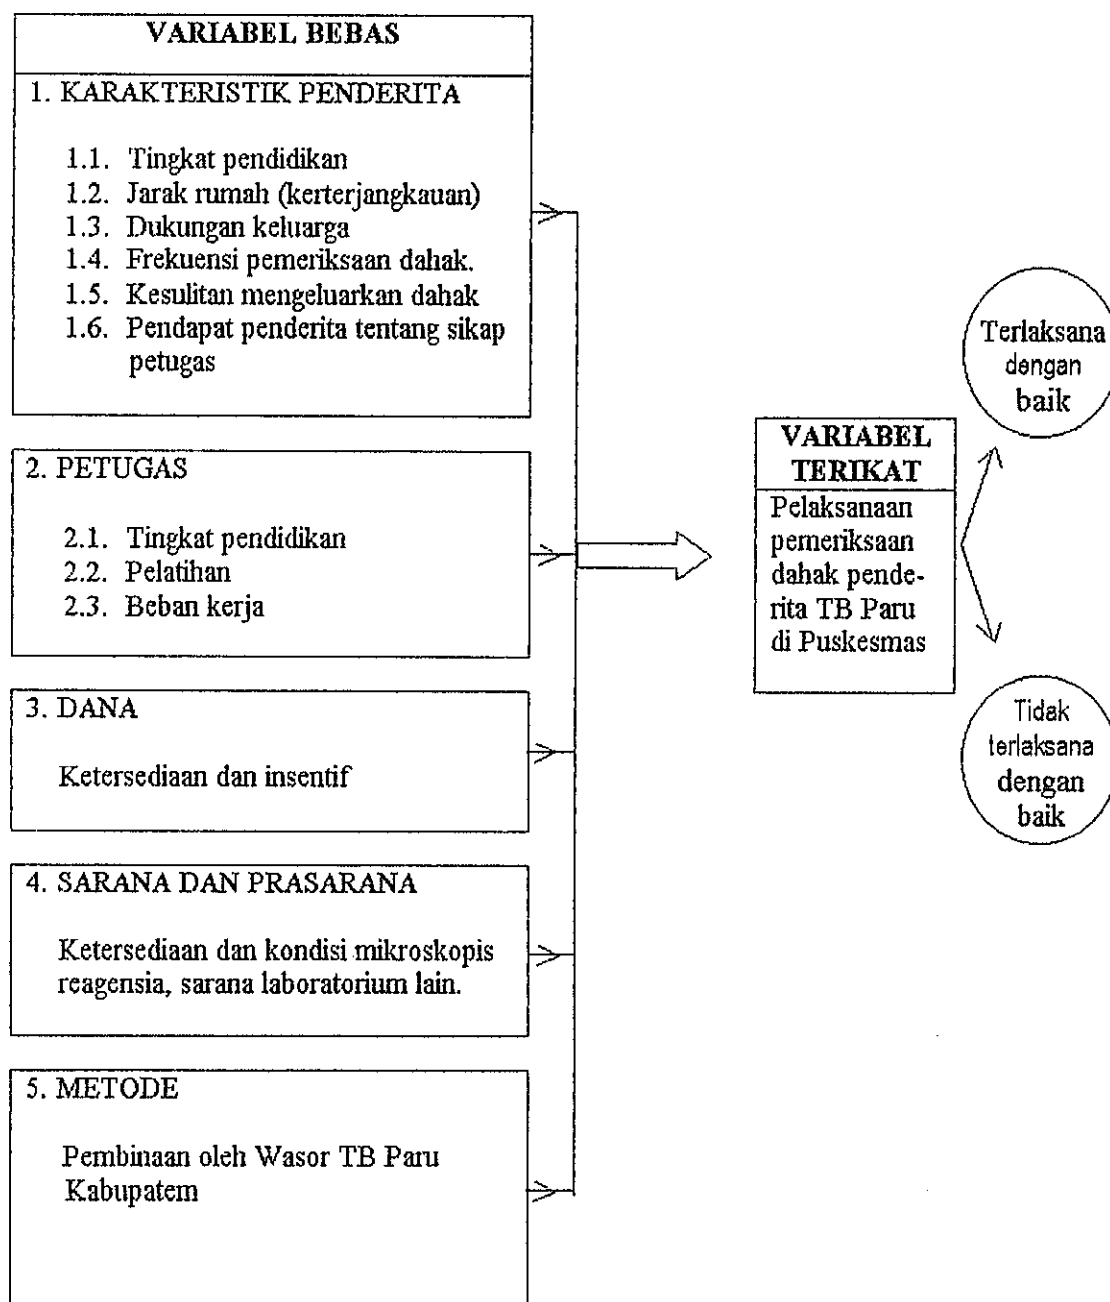 VARIABEL BEBAS
1. KARAKTERISTIK PENDERITA
1.1. Tingkat pendidikan
1.2. Jarak rumah (kerterjangkauan)
1.3. Dukungan keluarga
1.4. Frekuensi pemeriksaan dahak.
1.5. Kesulitan mengeluarkan dahak
1.6. Pendapat penderita tentang sikap
petugas
2. PETUGAS
2.1. Tingkat pendidikan
2.2. Pelatihan
2.3. Beban kerja
3. DANA
Ketersediaan dan insentif
4. SARANA DAN PRASARANA
Ketersediaan dan kondisi mikroskopis
reagensia, sarana laboratorium lain.
5. METODE
Pembinaan oleh Wasor TB Paru
Kabupatem
VARIABEL
TERIKAT
Pelaksanaan
pemeriksaan
dahak pende-
rita TB Paru
di Puskesmas
Terlaksana
dengan
baik
Tidak
terlaksana
dengan
baik